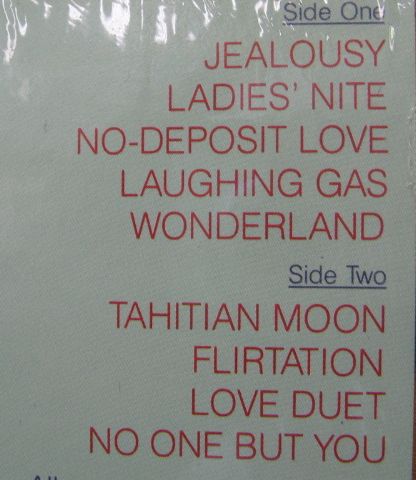 Side One
JEALOUSY
LADIES' NITE
NO-DEPOSIT LOVE
LAUGHING GAS
WONDERLAND
Side Two
TAHITIAN MOON
FLIRTATION
LOVE DUET
NO ONE BUT YOU